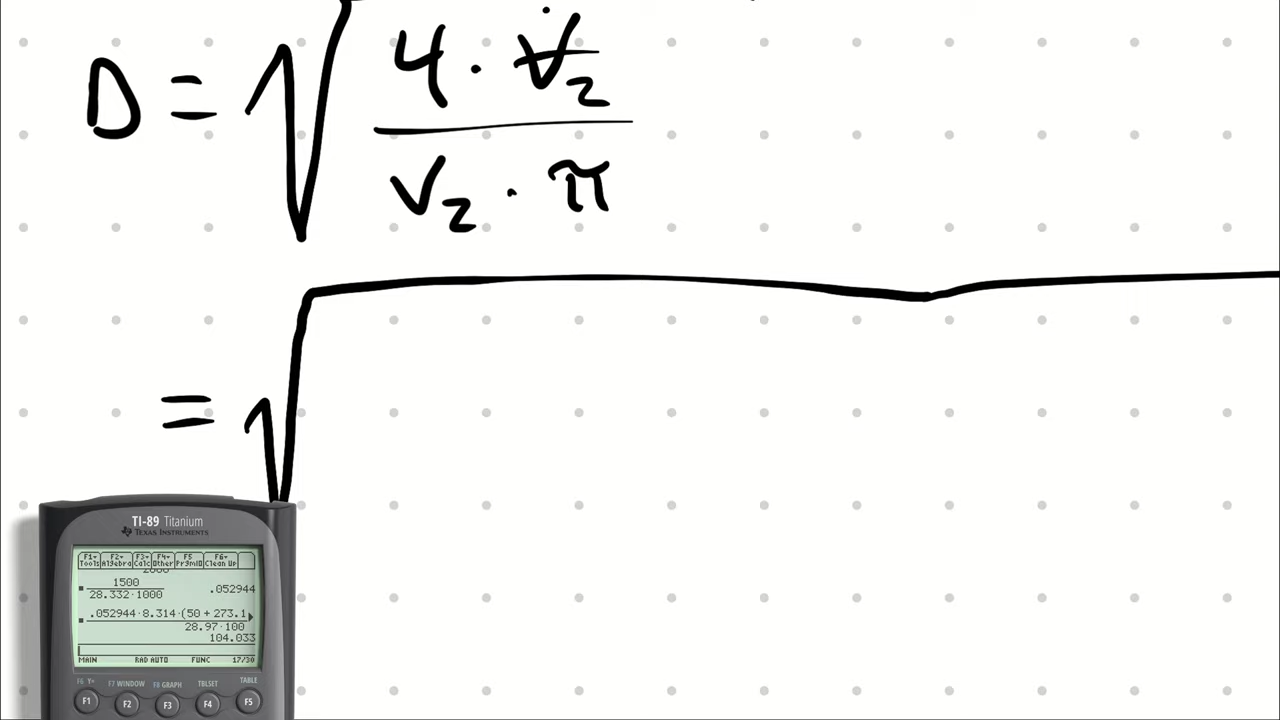 D = √ 4 · V̶̇₂
V₂ · π
= √
TI-89 Titanium
TEXAS INSTRUMENTS
F1▾ F2▾ F3▾ F4▾ F5 F6▾
Tools Algebra Calc Other PrgmIO Clean Up
1500
28.332·1000 .052944
.052944·8.314·(50 + 273.1▸
28.97·100
104.033
MAIN RAD AUTO FUNC 17/30
F6 Y= F7 WINDOW F8 GRAPH TBLSET TABLE
F1 F2 F3 F4 F5